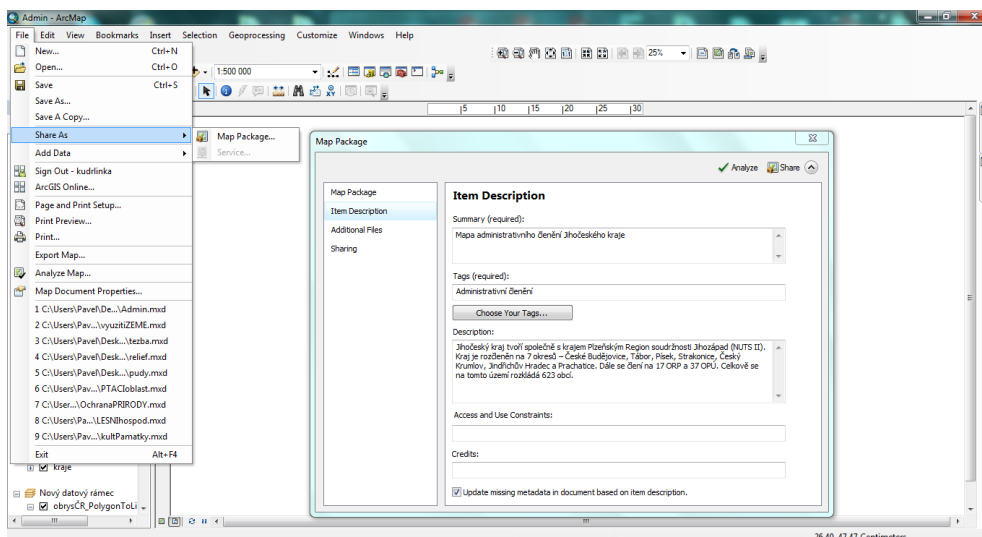 Admin - ArcMap
File Edit View Bookmarks Insert Selection Geoprocessing Customize Windows Help
New... Ctrl+N
Open... Ctrl+O
Save Ctrl+S
Save As...
Save A Copy...
Share As
Add Data
Sign Out - kudrlinka
ArcGIS Online...
Page and Print Setup...
Print Preview...
Print...
Export Map...
Analyze Map...
Map Document Properties...
1 C:\Users\Pavel\De...\Admin.mxd
2 C:\Users\Pav...\vyuzitiZEME.mxd
3 C:\Users\Pavel\Desk...\tezba.mxd
4 C:\Users\Pavel\Desk...\relief.mxd
5 C:\Users\Pavel\Desk...\pudy.mxd
6 C:\Users\Pav...\PTACIoblast.mxd
7 C:\User...\OchranaPRIRODY.mxd
8 C:\Users\Pa...\LESNIhospod.mxd
9 C:\Users\Pav...\kultPamatky.mxd
Exit Alt+F4
Map Package...
Service...
1:500 000
25%
5 10 15 20 25 30
kraje
Nový datový rámec
obrysČR_PolygonToLi
Map Package
Analyze Share
Map Package
Item Description
Additional Files
Sharing
Item Description
Summary (required):
Mapa administrativního členění Jihočeského kraje
Tags (required):
Administrativní členění
Choose Your Tags...
Description:
Jihočeský kraj tvoří společně s krajem Plzeňským Region soudržnosti Jihozápad (NUTS II).
Kraj je rozčleněn na 7 okresů – České Budějovice, Tábor, Písek, Strakonice, Český
Krumlov, Jindřichův Hradec a Prachatice. Dále se člení na 17 ORP a 37 OPÚ. Celkově se
na tomto území rozkládá 623 obcí.
Access and Use Constraints:
Credits:
Update missing metadata in document based on item description.
26,40 47,47 Centimeters